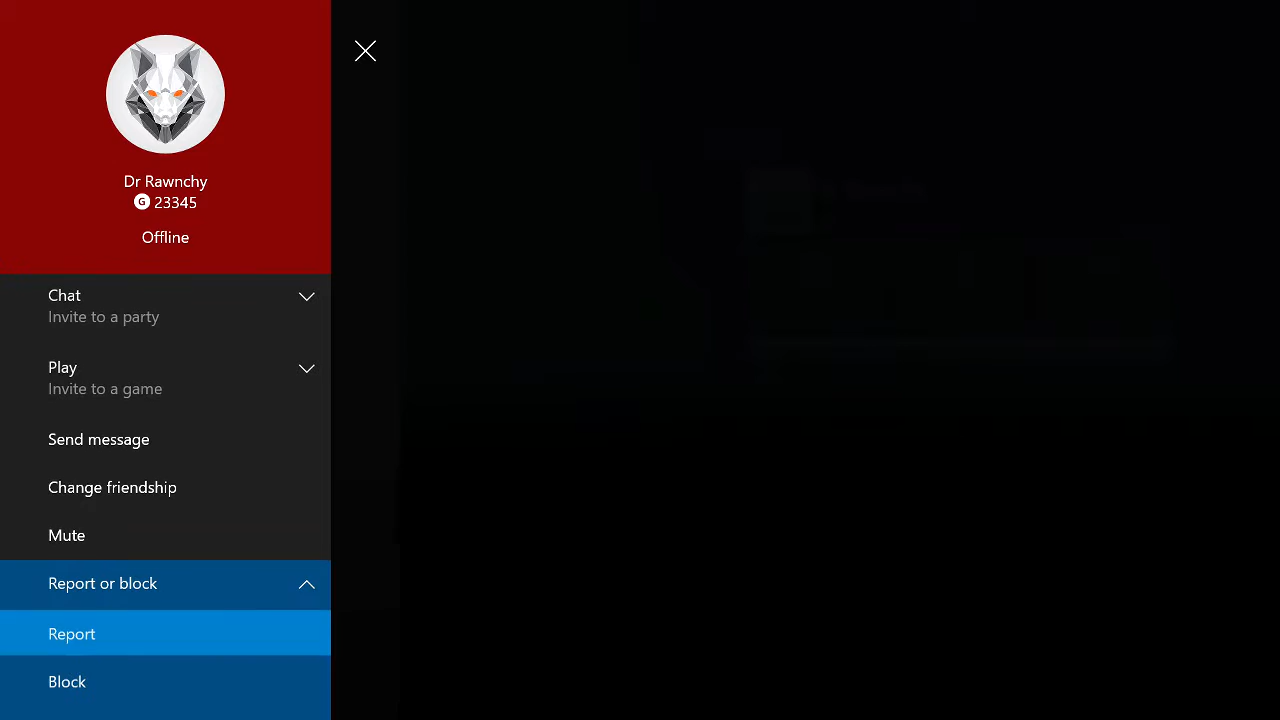 Dr Rawnchy
G 23345
Offline
Chat
Invite to a party
Play
Invite to a game
Send message
Change friendship
Mute
Report or block
Report
Block